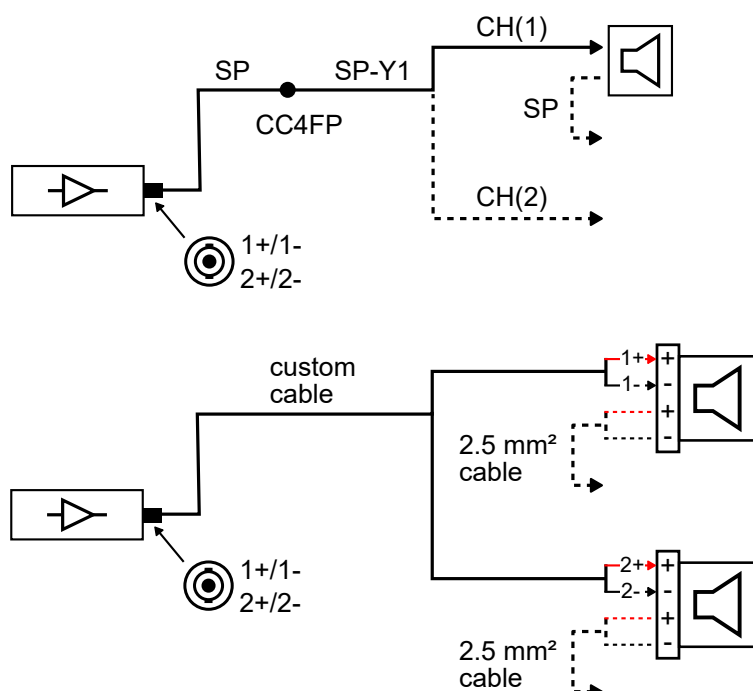 CH(1)
SP
SP-Y1
SP
CC4FP
CH(2)
1+/1-
2+/2-
custom
cable
1+
+
1-
-
+
-
2.5 mm²
cable
1+/1-
2+/2-
2+
+
2-
-
+
-
2.5 mm²
cable